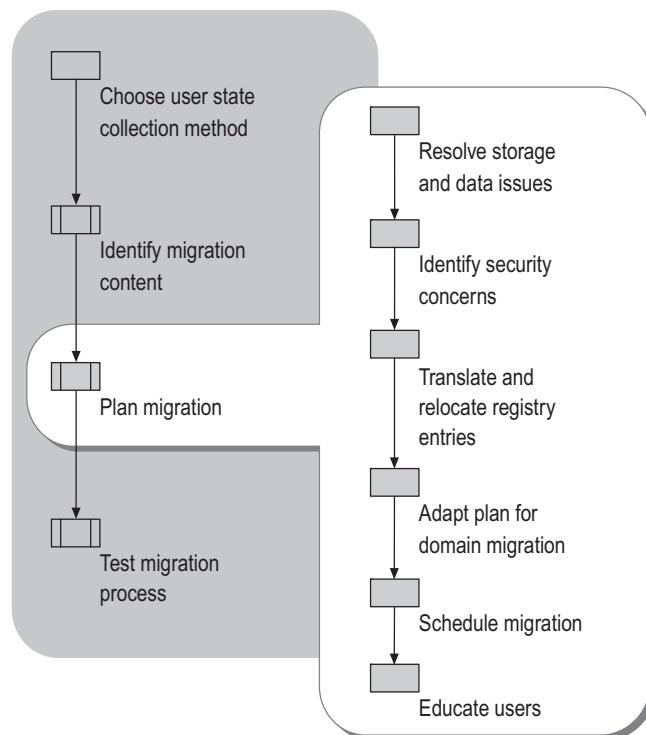 Choose user state
collection method
Identify migration
content
Plan migration
Test migration
process
Resolve storage
and data issues
Identify security
concerns
Translate and
relocate registry
entries
Adapt plan for
domain migration
Schedule migration
Educate users